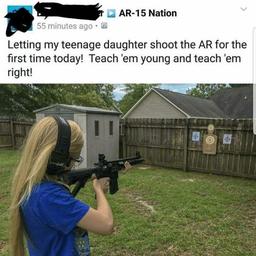 AR-15 Nation
55 minutes ago
Letting my teenage daughter shoot the AR for the
first time today!  Teach 'em young and teach 'em
right!